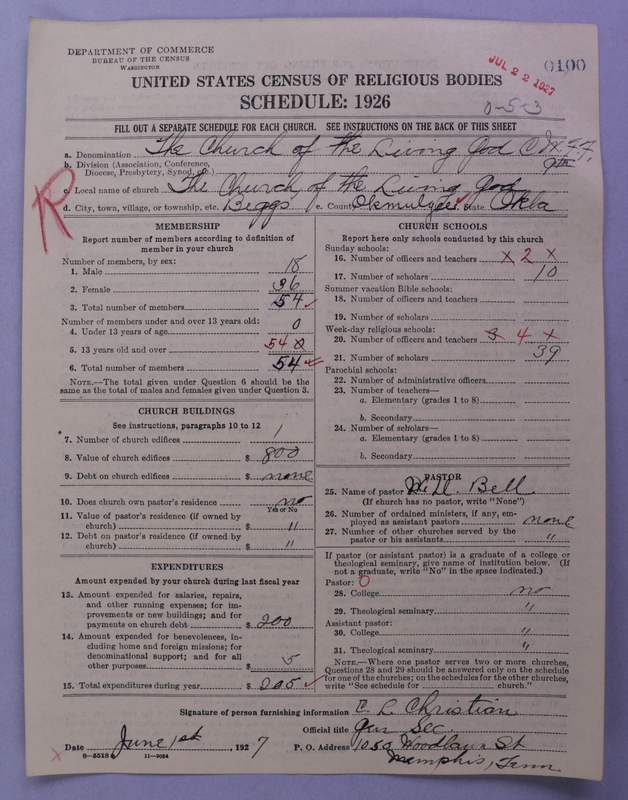 DEPARTMENT OF COMMERCE
BUREAU OF THE CENSUS
WASHINGTON
JUL 22 1927
0100
UNITED STATES CENSUS OF RELIGIOUS BODIES
SCHEDULE: 1926
0-5-3
FILL OUT A SEPARATE SCHEDULE FOR EACH CHURCH. SEE INSTRUCTIONS ON THE BACK OF THIS SHEET
a. Denomination The Church of the Living God
b. Division (Association, Conference, Diocese, Presbytery, Synod, etc.)
c. Local name of church The Church of the Living God
R
d. City, town, village, or township, etc. Beggs e. County Okmulgee State Okla
MEMBERSHIP
Report number of members according to definition of
member in your church
Number of members, by sex:
1. Male 18
2. Female 36
3. Total number of members 54
Number of members under and over 13 years old:
4. Under 13 years of age 0
5. 13 years old and over 54 0
6. Total number of members 54
NOTE.—The total given under Question 6 should be the
same as the total of males and females given under Question 3.
CHURCH BUILDINGS
See instructions, paragraphs 10 to 12
7. Number of church edifices 1
8. Value of church edifices $ 800
9. Debt on church edifices $ none
10. Does church own pastor's residence no
Yes or No
11. Value of pastor's residence (if owned by
church) $ "
12. Debt on pastor's residence (if owned by
church) $ "
EXPENDITURES
Amount expended by your church during last fiscal year
13. Amount expended for salaries, repairs,
and other running expenses; for im-
provements or new buildings; and for
payments on church debt $ 200
14. Amount expended for benevolences, in-
cluding home and foreign missions; for
denominational support; and for all
other purposes $ 5
15. Total expenditures during year $ 205
CHURCH SCHOOLS
Report here only schools conducted by this church
Sunday schools:
16. Number of officers and teachers x 2 x
17. Number of scholars 10
Summer vacation Bible schools:
18. Number of officers and teachers
19. Number of scholars
Week-day religious schools:
20. Number of officers and teachers 3 4 x
21. Number of scholars 39
Parochial schools:
22. Number of administrative officers
23. Number of teachers—
a. Elementary (grades 1 to 8)
b. Secondary
24. Number of scholars—
a. Elementary (grades 1 to 8)
b. Secondary
PASTOR
25. Name of pastor Bell
(If church has no pastor, write "None")
26. Number of ordained ministers, if any, em-
ployed as assistant pastors none
27. Number of other churches served by the
pastor or his assistants "
If pastor (or assistant pastor) is a graduate of a college or
theological seminary, give name of institution below. (If
not a graduate, write "No" in the space indicated.)
Pastor: 0
28. College no
29. Theological seminary "
Assistant pastor:
30. College "
31. Theological seminary "
NOTE.—Where one pastor serves two or more churches,
Questions 28 and 29 should be answered only on the schedule
for one of the churches; on the schedules for the other churches,
write "See schedule for church."
Signature of person furnishing information L Christian
Official title Gen Sec.
Date June 1st 1927 P. O. Address 1050 Woodlawn St
Memphis, Tenn
x 8-5518 11-9084